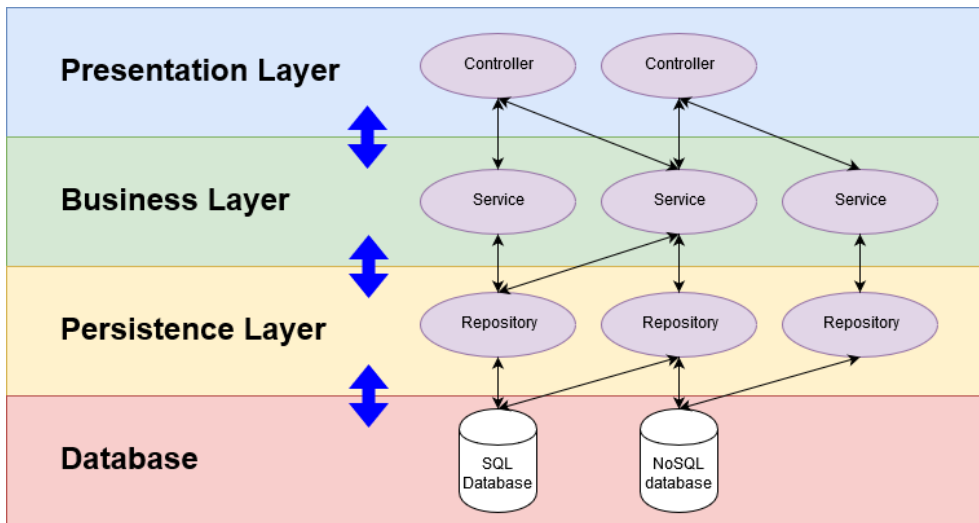 Presentation Layer
Controller
Controller
Business Layer
Service
Service
Service
Persistence Layer
Repository
Repository
Repository
Database
SQL
Database
NoSQL
database